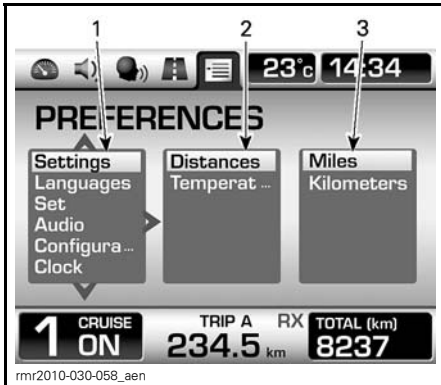 1 2 3
23°c 14:34
PREFERENCES
Settings Distances Miles
Languages Temperat ... Kilometers
Set
Audio
Configura ...
Clock
1 CRUISE ON TRIP A 234.5 km RX TOTAL (km) 8237
rmr2010-030-058_aen